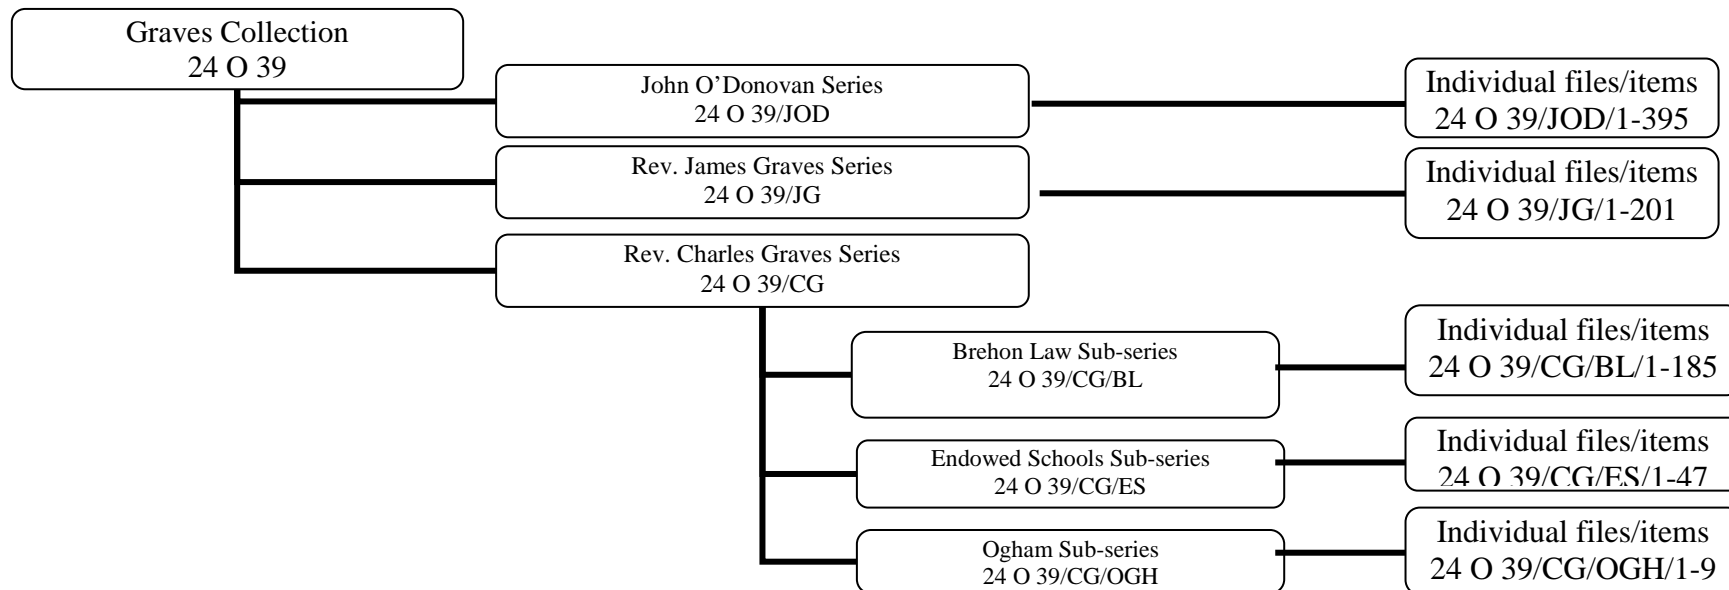 Graves Collection
24 O 39
John O’Donovan Series
24 O 39/JOD
Individual files/items
24 O 39/JOD/1-395
Rev. James Graves Series
24 O 39/JG
Individual files/items
24 O 39/JG/1-201
Rev. Charles Graves Series
24 O 39/CG
Brehon Law Sub-series
24 O 39/CG/BL
Individual files/items
24 O 39/CG/BL/1-185
Endowed Schools Sub-series
24 O 39/CG/ES
Individual files/items
24 O 39/CG/ES/1-47
Ogham Sub-series
24 O 39/CG/OGH
Individual files/items
24 O 39/CG/OGH/1-9